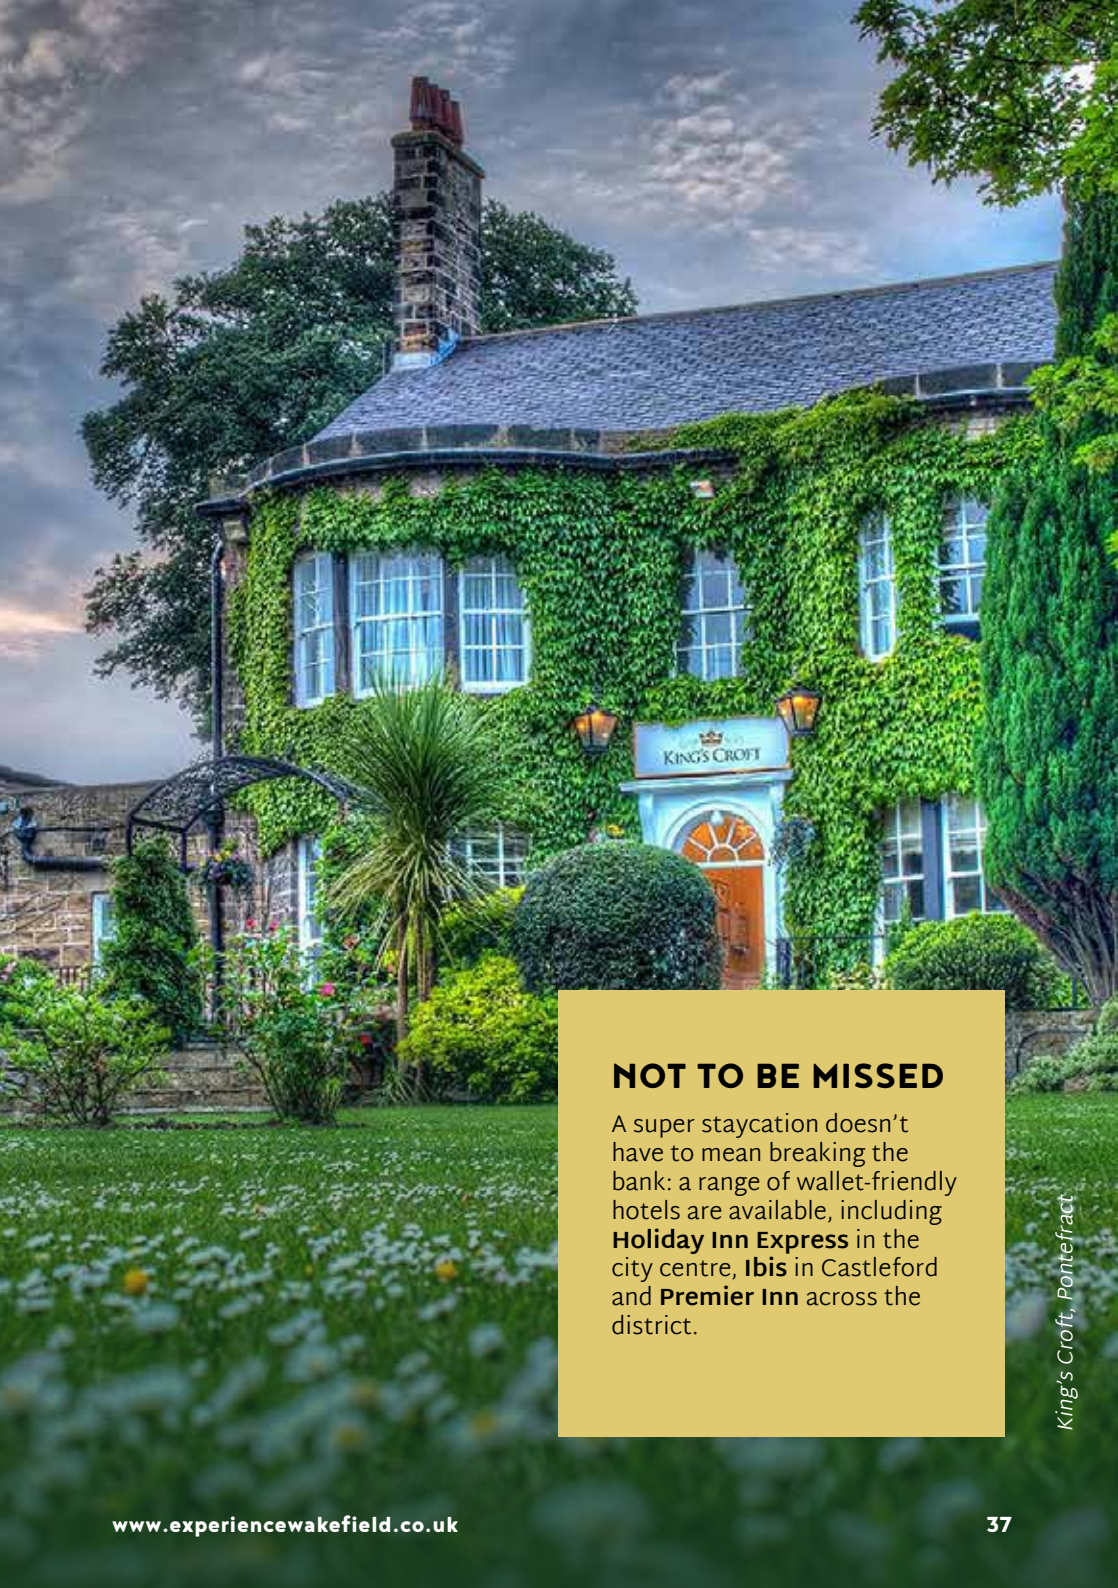 KING'S CROFT
NOT TO BE MISSED
A super staycation doesn’t
have to mean breaking the
bank: a range of wallet-friendly
hotels are available, including
Holiday Inn Express in the
city centre, Ibis in Castleford
and Premier Inn across the
district.
King’s Croft, Pontefract
www.experiencewakefield.co.uk
37